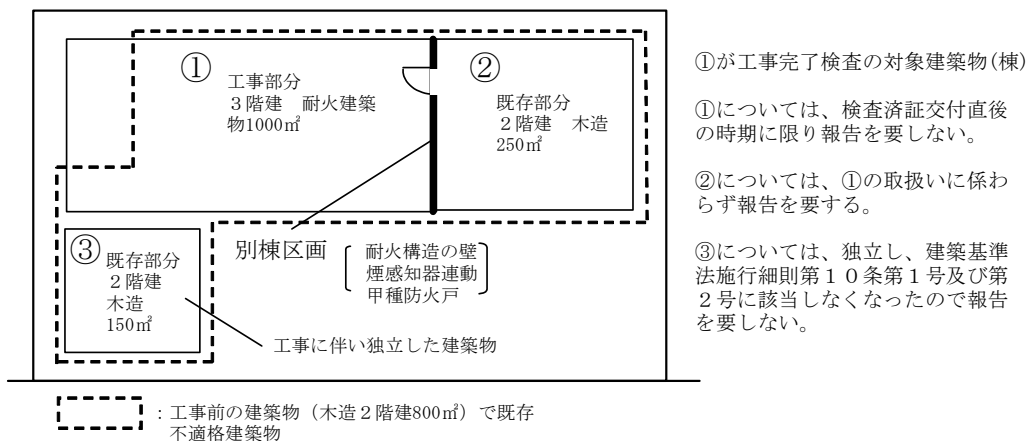 ①
工事部分
３階建　耐火建築
物1000㎡
②
既存部分
２階建　木造
250㎡
③
既存部分
２階建
木造
150㎡
別棟区画
耐火構造の壁
煙感知器連動
甲種防火戸
工事に伴い独立した建築物
：工事前の建築物（木造２階建800㎡）で既存
不適格建築物
①が工事完了検査の対象建築物(棟)
①については、検査済証交付直後
の時期に限り報告を要しない。
②については、①の取扱いに係わ
らず報告を要する。
③については、独立し、建築基準
法施行細則第１０条第１号及び第
２号に該当しなくなったので報告
を要しない。